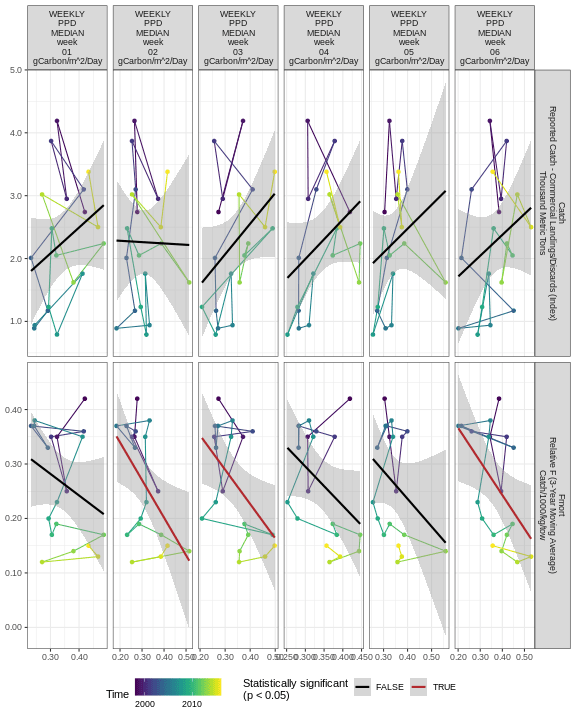 WEEKLY
PPD
MEDIAN
week
01
gCarbon/m^2/Day
WEEKLY
PPD
MEDIAN
week
02
gCarbon/m^2/Day
WEEKLY
PPD
MEDIAN
week
03
gCarbon/m^2/Day
WEEKLY
PPD
MEDIAN
week
04
gCarbon/m^2/Day
WEEKLY
PPD
MEDIAN
week
05
gCarbon/m^2/Day
WEEKLY
PPD
MEDIAN
week
06
gCarbon/m^2/Day
5.0
4.0
3.0
2.0
1.0
Catch
Reported Catch - Commercial Landings/Discards (Index)
Thousand Metric Tons
0.40
0.30
0.20
0.10
0.00
Fmort
Relative F (3-Year Moving Average)
Catch/1000/kg/tow
0.30 0.40
0.20 0.30 0.40 0.50
0.20 0.30 0.40 0.50
0.250 0.300 0.350 0.400 0.450
0.30 0.40 0.50
0.20 0.30 0.40 0.50
Time
2000 2010
Statistically significant
(p < 0.05)
FALSE
TRUE